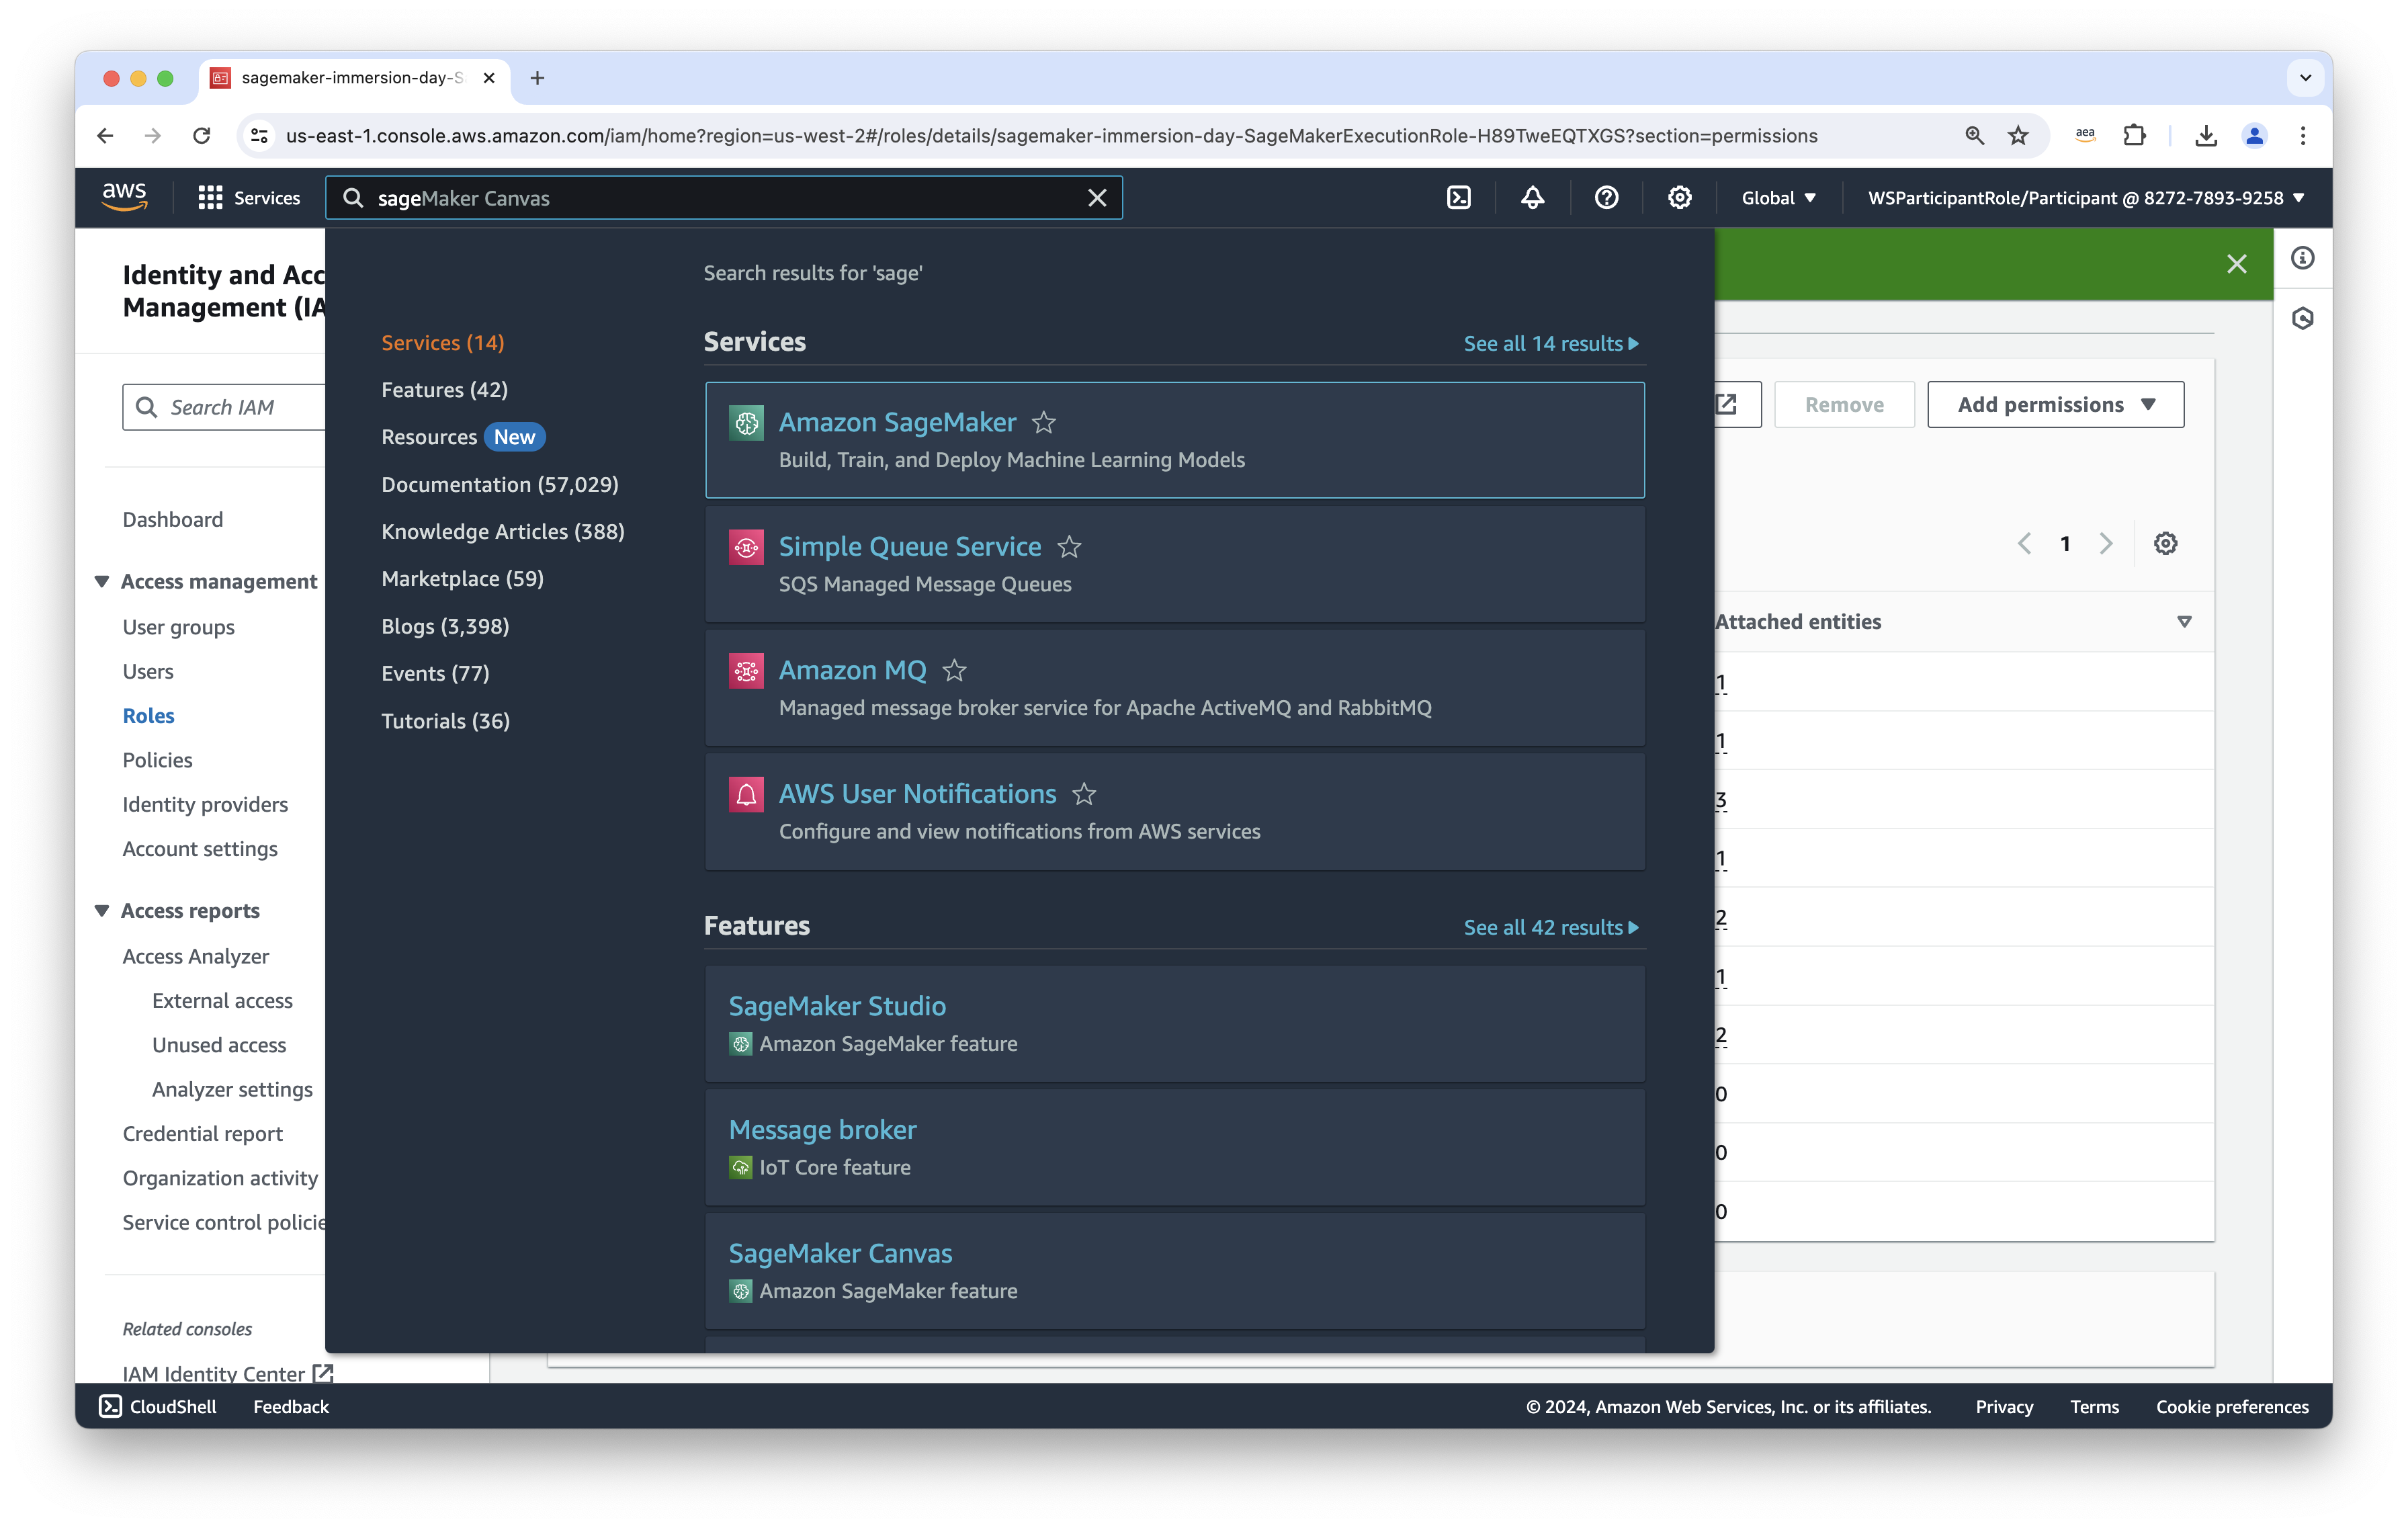 sagemaker-immersion-day-S
us-east-1.console.aws.amazon.com/iam/home?region=us-west-2#/roles/details/sagemaker-immersion-day-SageMakerExecutionRole-H89TweEQTXGS?section=permissions
aea
aws
Services
sageMaker Canvas
Global
WSParticipantRole/Participant @ 8272-7893-9258
Identity and Acc
Management (IA
Search IAM
Dashboard
Access management
User groups
Users
Roles
Policies
Identity providers
Account settings
Access reports
Access Analyzer
External access
Unused access
Analyzer settings
Credential report
Organization activity
Service control policie
Related consoles
IAM Identity Center
Search results for 'sage'
Services (14)
Features (42)
Resources New
Documentation (57,029)
Knowledge Articles (388)
Marketplace (59)
Blogs (3,398)
Events (77)
Tutorials (36)
Services
See all 14 results
Amazon SageMaker
Build, Train, and Deploy Machine Learning Models
Simple Queue Service
SQS Managed Message Queues
Amazon MQ
Managed message broker service for Apache ActiveMQ and RabbitMQ
AWS User Notifications
Configure and view notifications from AWS services
Features
See all 42 results
SageMaker Studio
Amazon SageMaker feature
Message broker
IoT Core feature
SageMaker Canvas
Amazon SageMaker feature
Remove
Add permissions
1
Attached entities
1
1
3
1
2
1
2
0
0
0
CloudShell
Feedback
© 2024, Amazon Web Services, Inc. or its affiliates.
Privacy
Terms
Cookie preferences